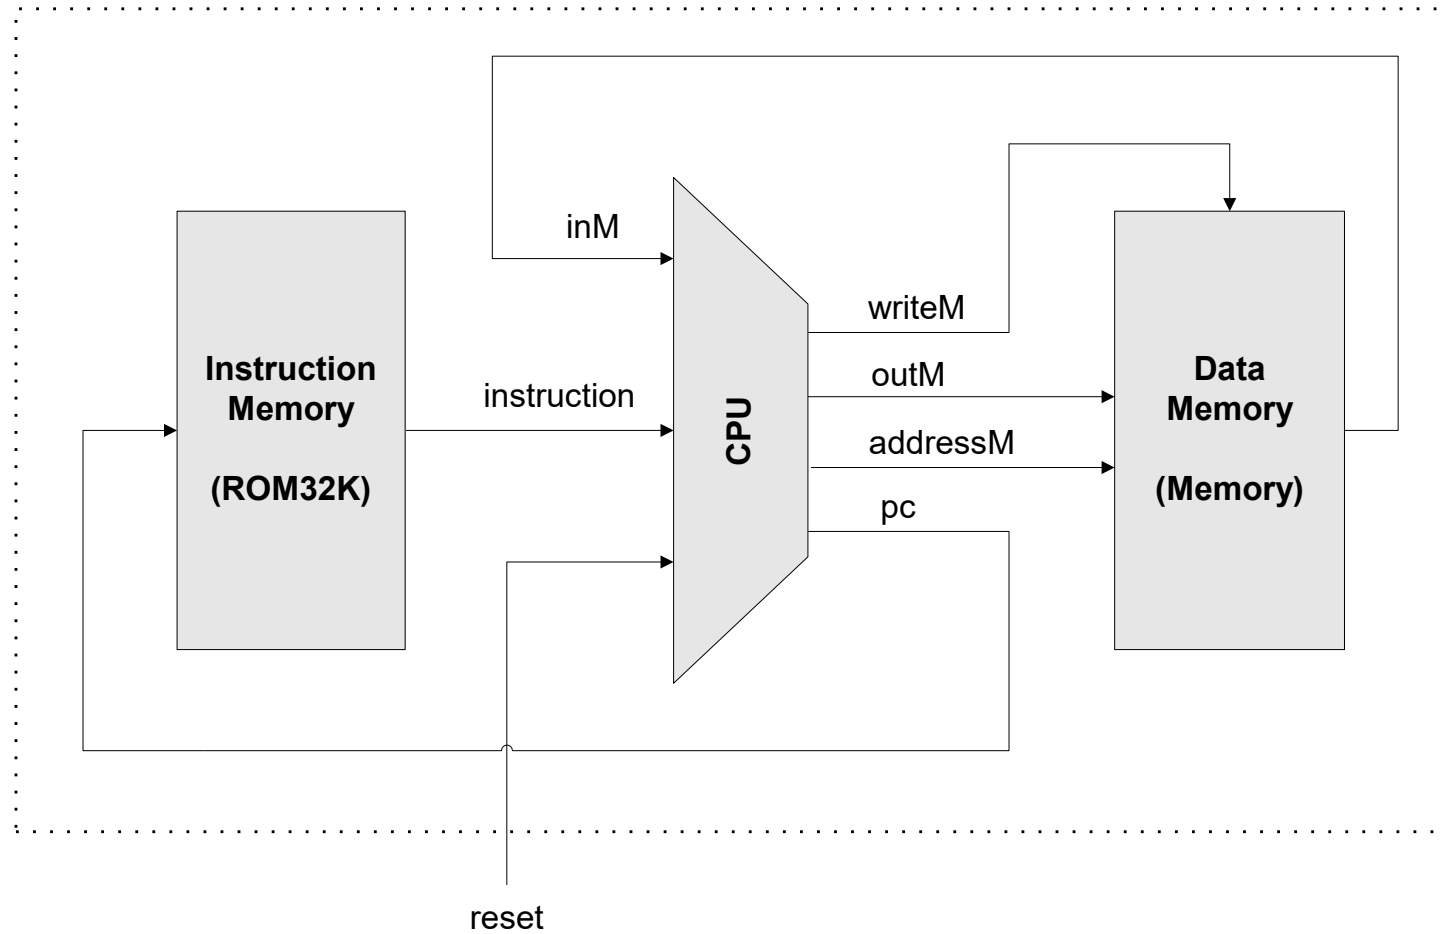 inM
writeM
Instruction
Memory
(ROM32K)
instruction
CPU
outM
addressM
pc
Data
Memory
(Memory)
reset